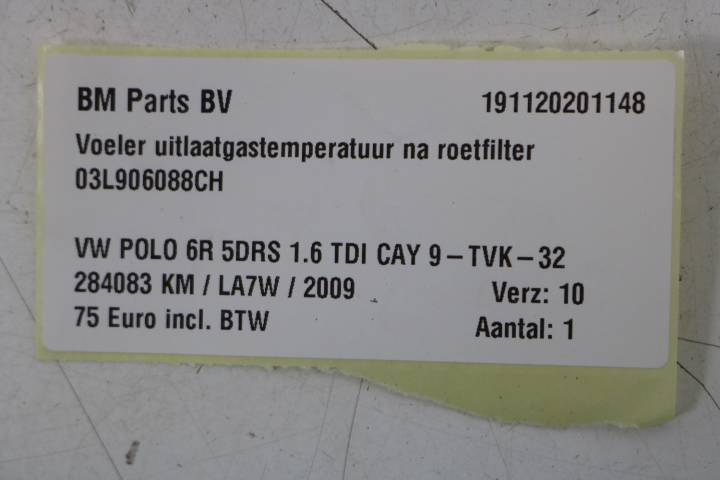 BM Parts BV 191120201148
Voeler uitlaatgastemperatuur na roetfilter
03L906088CH
VW POLO 6R 5DRS 1.6 TDI CAY 9-TVK-32
284083 KM / LA7W / 2009 Verz: 10
75 Euro incl. BTW Aantal: 1